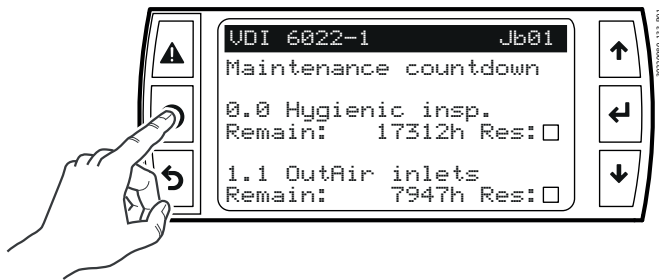 VDI 6022-1 Jb01
Maintenance countdown
0.0 Hygienic insp.
Remain: 17312h Res:
1.1 OutAir inlets
Remain: 7947h Res: